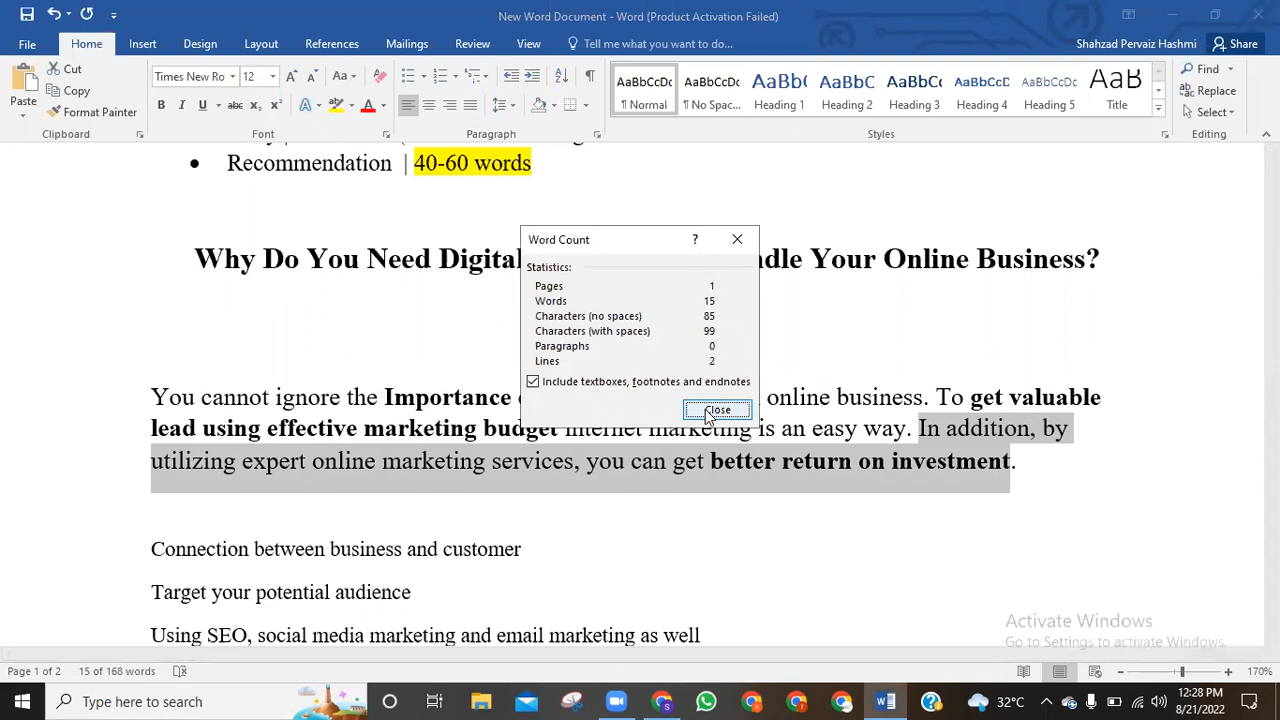 New Word Document - Word (Product Activation Failed)
File Home Insert Design Layout References Mailings Review View Tell me what you want to do... Shahzad Pervaiz Hashmi Share
Paste
Cut
Copy
Format Painter
Clipboard
Times New Ro 12
Font
Paragraph
AaBbCcDc AaBbCcDc AaBbC AaBbCc AaBbCcD AaBbCcD AaBbCcDc AaB
¶ Normal ¶ No Spac... Heading 1 Heading 2 Heading 3 Heading 4 Heading 5 Title
Styles
Find
Replace
Select
Editing
• Recommendation | 40-60 words
Why Do You Need Digital Your Online Business?
Word Count ?
Statistics:
Pages 1
Words 15
Characters (no spaces) 85
Characters (with spaces) 99
Paragraphs 0
Lines 2
Include textboxes, footnotes and endnotes
Close
You cannot ignore the Importance online business. To get valuable
lead using effective marketing budget internet marketing is an easy way. In addition, by
utilizing expert online marketing services, you can get better return on investment.
Connection between business and customer
Target your potential audience
Using SEO, social media marketing and email marketing as well
Activate Windows
Go to Settings to activate Windows.
Page 1 of 2 15 of 168 words 170%
Type here to search 32°C 12:28 PM
8/21/2022